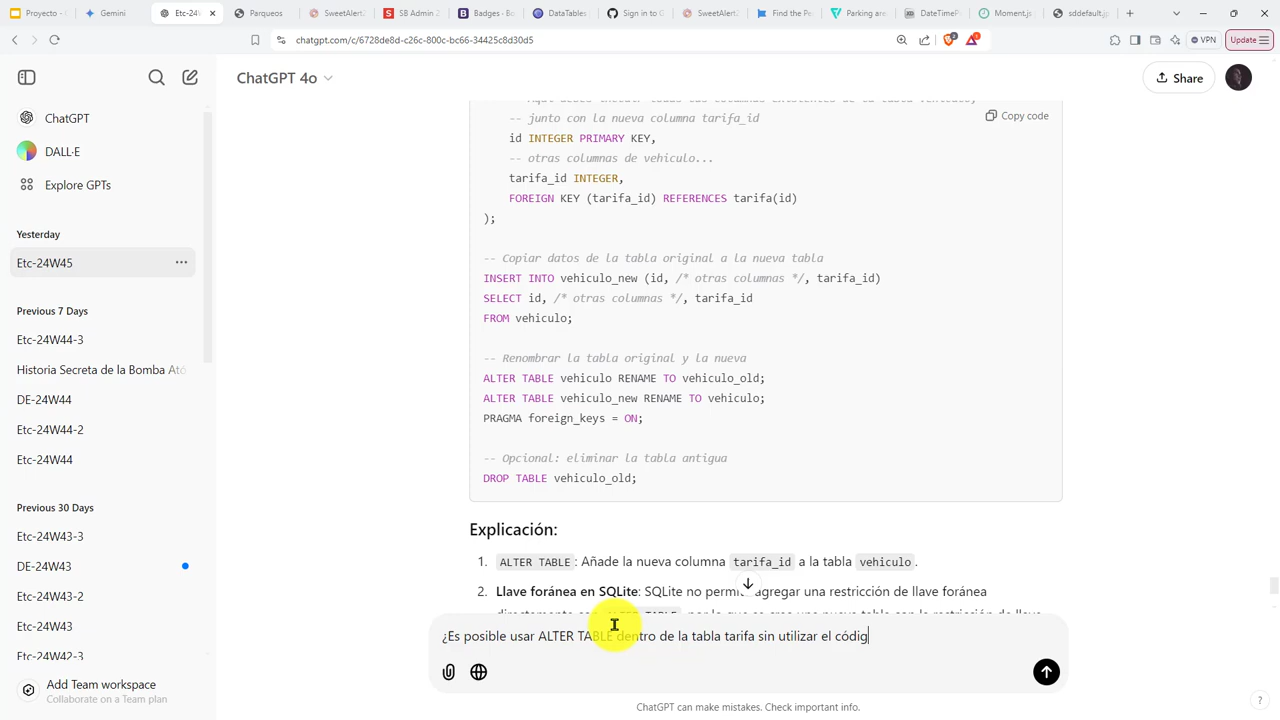 Proyecto -
Gemini
Etc-24W
Parqueos
SweetAlert2
SB Admin 2
Badges - Bo
DataTables
Sign in to G
SweetAlert2
Find the Pe
Parking are
DateTimeP
Moment.js
sddefault.jp
chatgpt.com/c/6728de8d-c26c-800c-bc66-34425c8d30d5
2
1
VPN
Update
ChatGPT 4o
Share
ChatGPT
DALL·E
Explore GPTs
Yesterday
Etc-24W45
Previous 7 Days
Etc-24W44-3
Historia Secreta de la Bomba Ató
DE-24W44
Etc-24W44-2
Etc-24W44
Previous 30 Days
Etc-24W43-3
DE-24W43
Etc-24W43-2
Etc-24W43
Etc-24W42-3
Add Team workspace
Collaborate on a Team plan
Copy code
-- junto con la nueva columna tarifa_id
id INTEGER PRIMARY KEY,
-- otras columnas de vehiculo...
tarifa_id INTEGER,
FOREIGN KEY (tarifa_id) REFERENCES tarifa(id)
);
-- Copiar datos de la tabla original a la nueva tabla
INSERT INTO vehiculo_new (id, /* otras columnas */, tarifa_id)
SELECT id, /* otras columnas */, tarifa_id
FROM vehiculo;
-- Renombrar la tabla original y la nueva
ALTER TABLE vehiculo RENAME TO vehiculo_old;
ALTER TABLE vehiculo_new RENAME TO vehiculo;
PRAGMA foreign_keys = ON;
-- Opcional: eliminar la tabla antigua
DROP TABLE vehiculo_old;
Explicación:
1. ALTER TABLE: Añade la nueva columna tarifa_id a la tabla vehiculo.
2. Llave foránea en SQLite: SQLite no permit agregar una restricción de llave foránea
¿Es posible usar ALTER TABLE dentro de la tabla tarifa sin utilizar el códig
ChatGPT can make mistakes. Check important info.
?